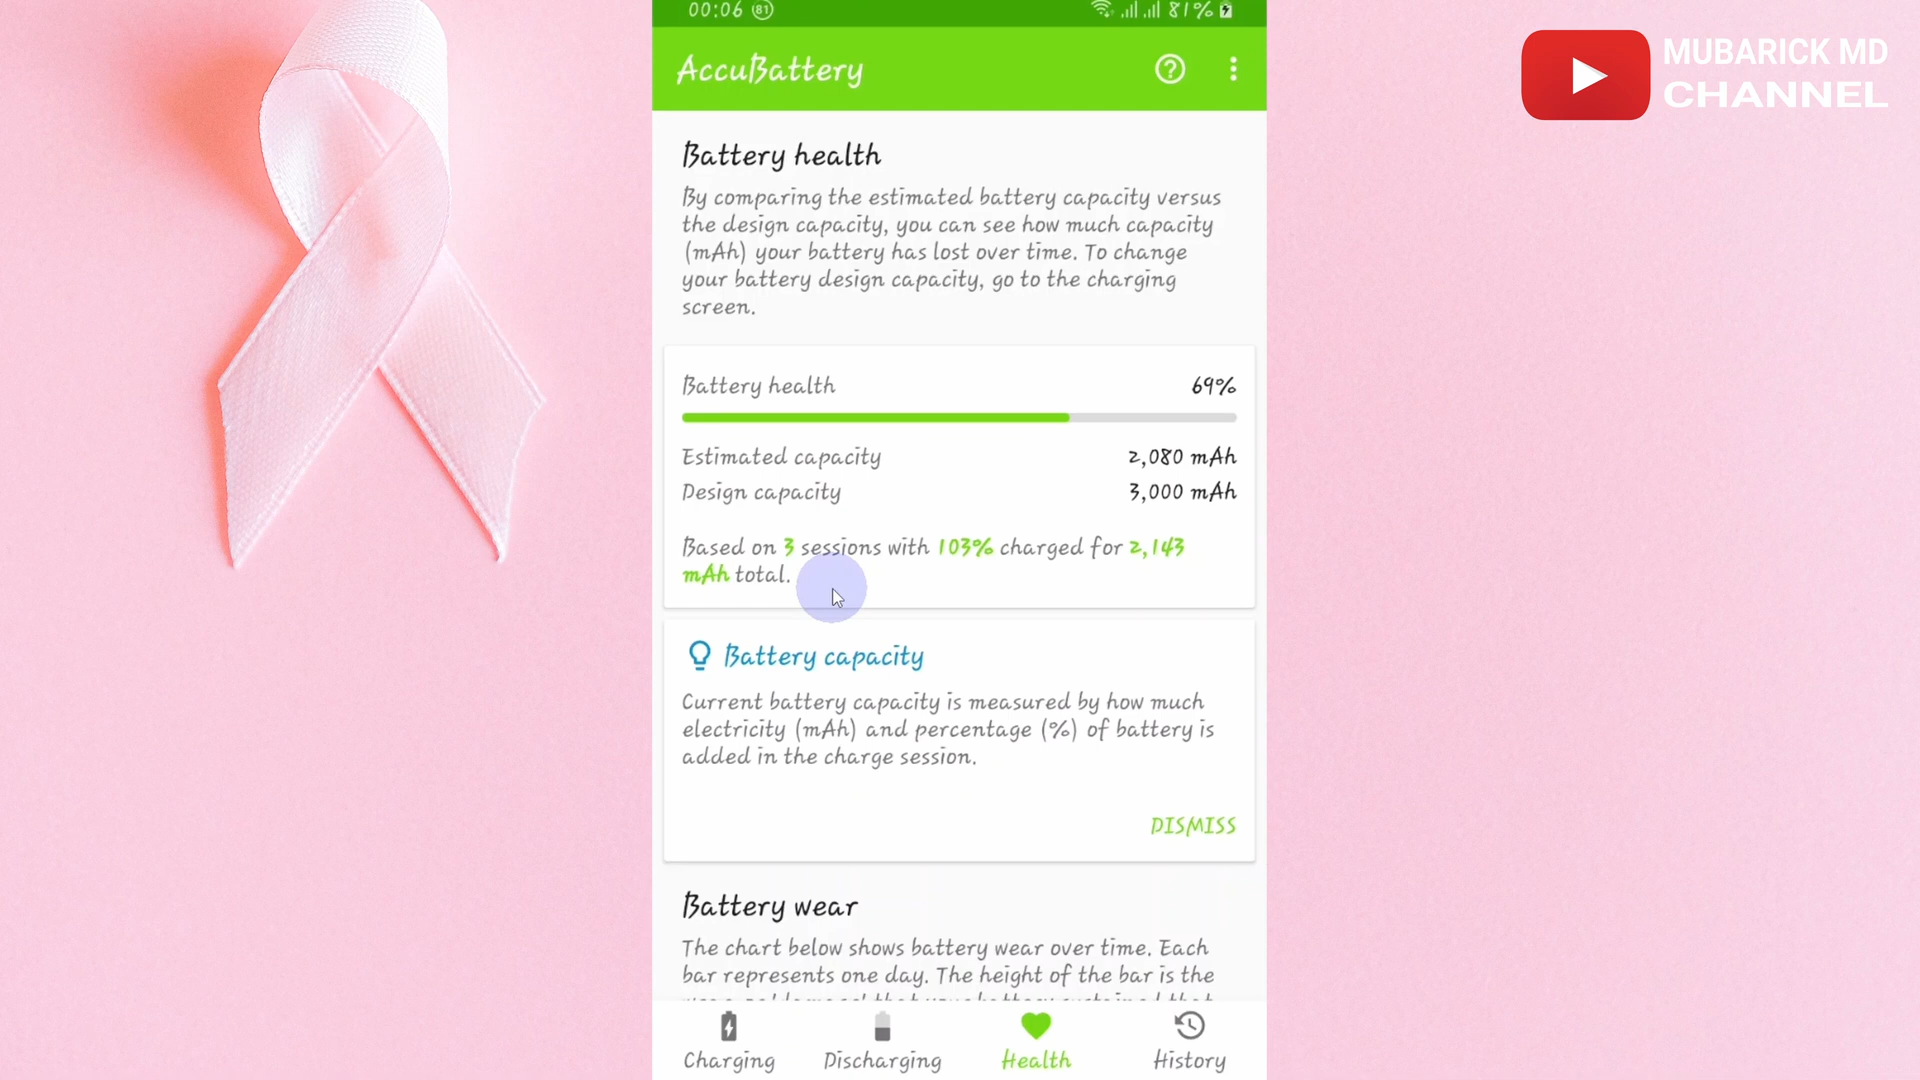 00:06 81 81%
MUBARICK MD
CHANNEL
AccuBattery
Battery health
By comparing the estimated battery capacity versus
the design capacity, you can see how much capacity
(mAh) your battery has lost over time. To change
your battery design capacity, go to the charging
screen.
Battery health 69%
Estimated capacity 2,080 mAh
Design capacity 3,000 mAh
Based on 3 sessions with 103% charged for 2,143
mAh total.
Battery capacity
Current battery capacity is measured by how much
electricity (mAh) and percentage (%) of battery is
added in the charge session.
DISMISS
Battery wear
The chart below shows battery wear over time. Each
bar represents one day. The height of the bar is the
Charging Discharging Health History